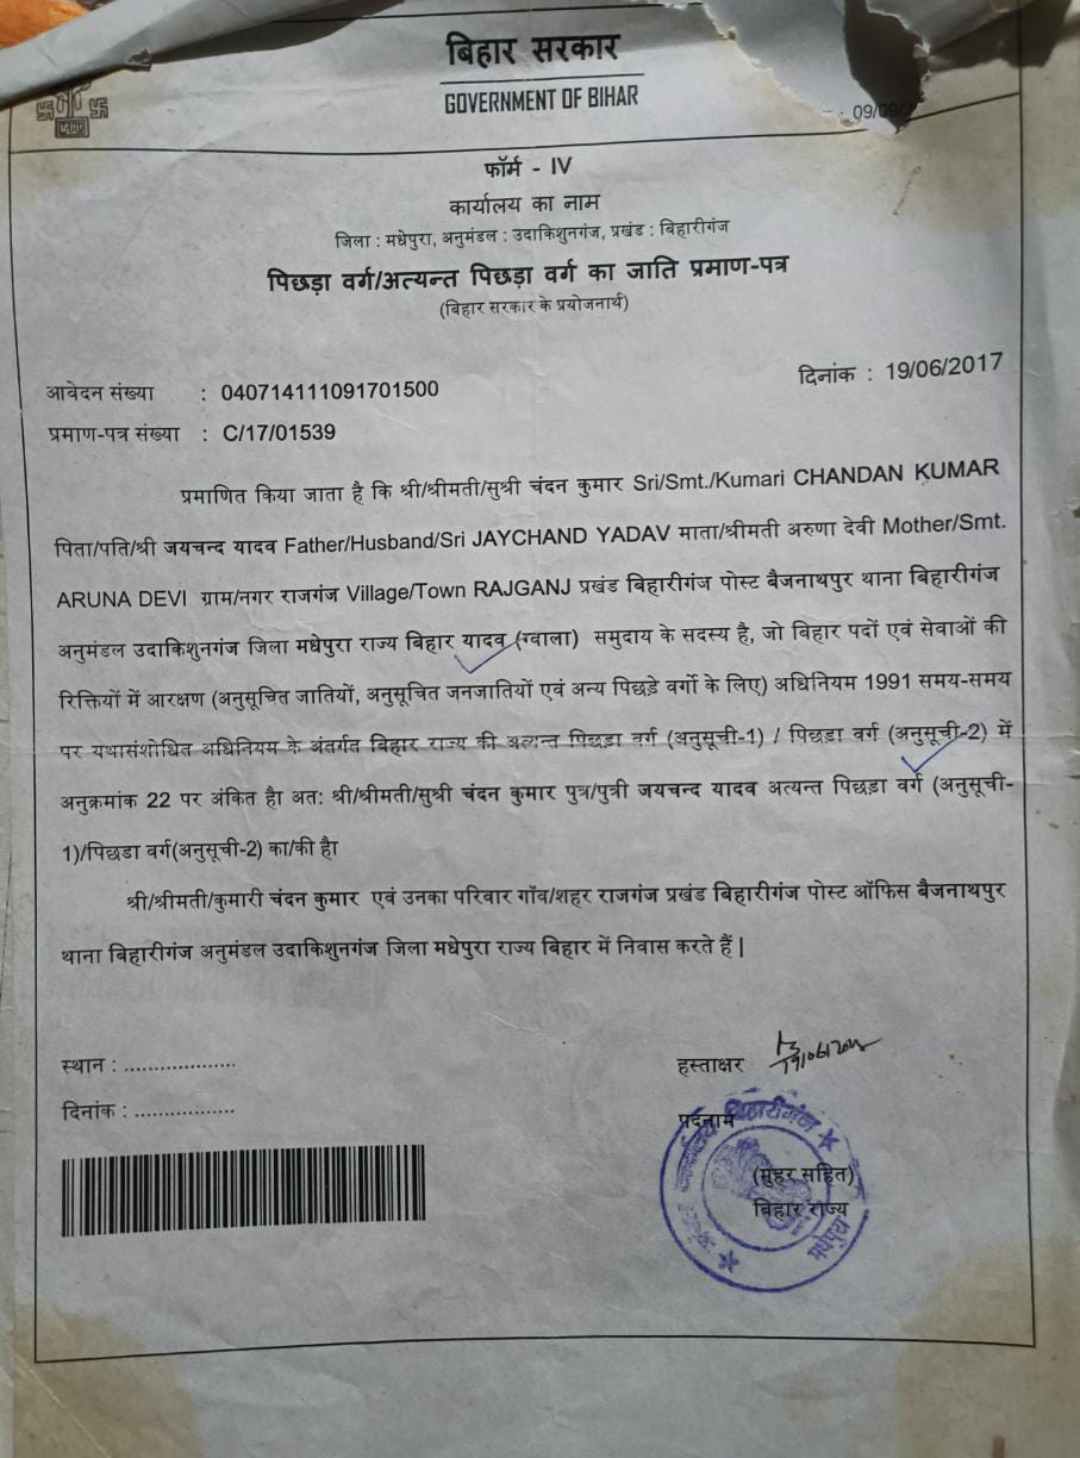 बिहार सरकार
GOVERNMENT OF BIHAR
09/
फॉर्म - IV
कार्यालय का नाम
जिला : मधेपुरा, अनुमंडल : उदाकिशुनगंज, प्रखंड : बिहारीगंज
पिछड़ा वर्ग/अत्यन्त पिछड़ा वर्ग का जाति प्रमाण-पत्र
(बिहार सरकार के प्रयोजनार्थ)
दिनांक : 19/06/2017
आवेदन संख्या : 040714111091701500
प्रमाण-पत्र संख्या : C/17/01539
प्रमाणित किया जाता है कि श्री/श्रीमती/सुश्री चंदन कुमार Sri/Smt./Kumari CHANDAN KUMAR
पिता/पति/श्री जयचन्द यादव Father/Husband/Sri JAYCHAND YADAV माता/श्रीमती अरुणा देवी Mother/Smt.
ARUNA DEVI ग्राम/नगर राजगंज Village/Town RAJGANJ प्रखंड बिहारीगंज पोस्ट बैजनाथपुर थाना बिहारीगंज
अनुमंडल उदाकिशुनगंज जिला मधेपुरा राज्य बिहार यादव (ग्वाला) समुदाय के सदस्य है, जो बिहार पदों एवं सेवाओं की
रिक्तियों में आरक्षण (अनुसूचित जातियों, अनुसूचित जनजातियों एवं अन्य पिछड़े वर्गो के लिए) अधिनियम 1991 समय-समय
पर यथासंशोधित अधिनियम के अंतर्गत बिहार राज्य की अत्यन्त पिछड़ा वर्ग (अनुसूची-1) / पिछड़ा वर्ग (अनुसूची-2) में
अनुक्रमांक 22 पर अंकित है। अत: श्री/श्रीमती/सुश्री चंदन कुमार पुत्र/पुत्री जयचन्द यादव अत्यन्त पिछड़ा वर्ग (अनुसूची-
1)/पिछडा वर्ग(अनुसूची-2) का/की है।
श्री/श्रीमती/कुमारी चंदन कुमार एवं उनका परिवार गाँव/शहर राजगंज प्रखंड बिहारीगंज पोस्ट ऑफिस बैजनाथपुर
थाना बिहारीगंज अनुमंडल उदाकिशुनगंज जिला मधेपुरा राज्य बिहार में निवास करते हैं |
स्थान : ...................
हस्ताक्षर
दिनांक : .................
पदनाम
(मुहर सहित)
बिहार राज्य
कार्यालय बिहारीगंज
मधेपुरा